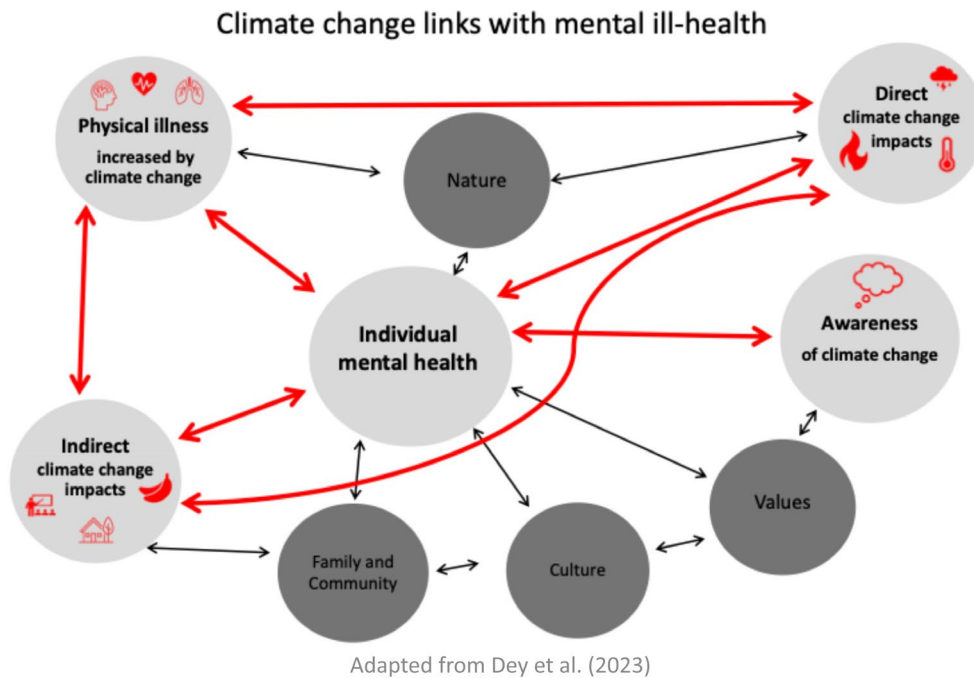 Climate change links with mental ill-health
Physical illness
increased by
climate change
Direct
climate change
impacts
Nature
Individual
mental health
Awareness
of climate change
Indirect
climate change
impacts
Values
Family and
Community
Culture
Adapted from Dey et al. (2023)